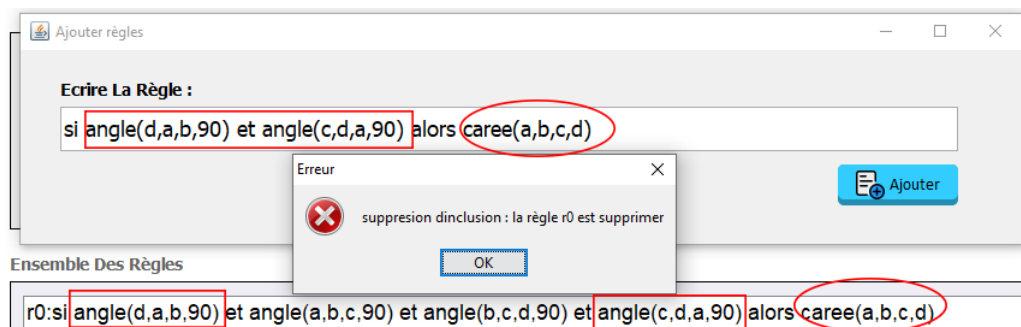 Ajouter règles
Ecrire La Règle :
si angle(d,a,b,90) et angle(c,d,a,90) alors caree(a,b,c,d)
Erreur
suppresion dinclusion : la règle r0 est supprimer
Ajouter
OK
Ensemble Des Règles
r0:si angle(d,a,b,90) et angle(a,b,c,90) et angle(b,c,d,90) et angle(c,d,a,90) alors caree(a,b,c,d)